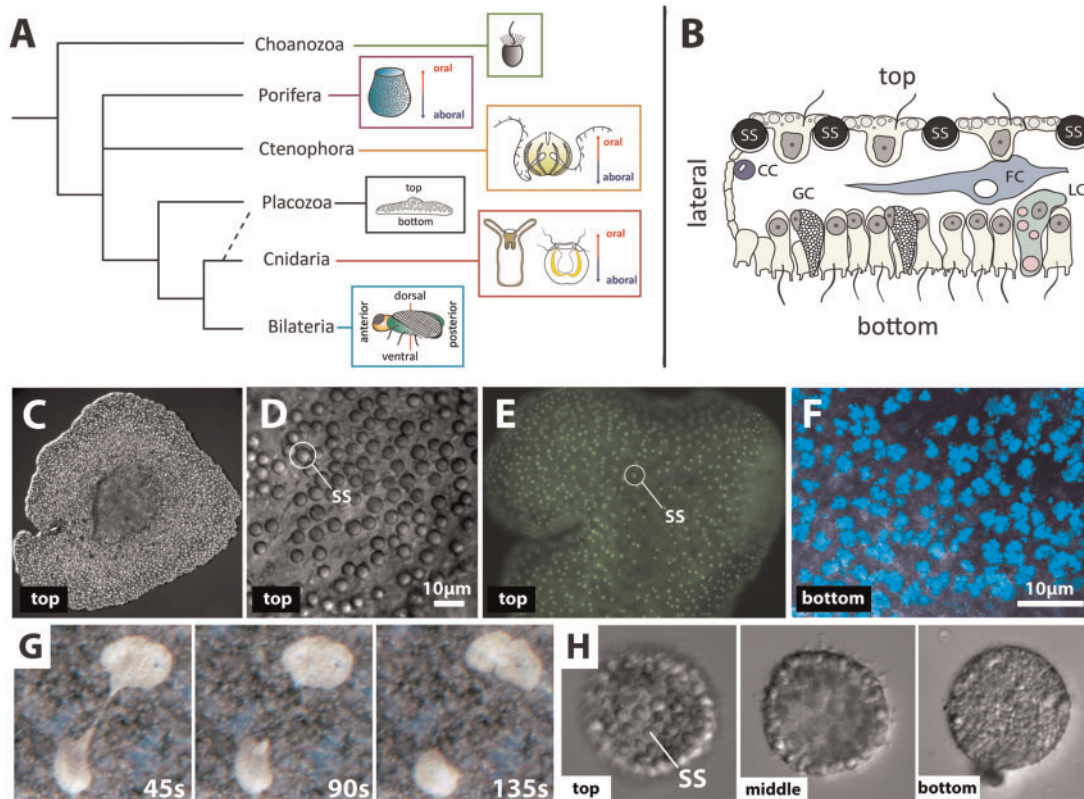 A
Choanozoa
Porifera
oral
aboral
Ctenophora
oral
aboral
Placozoa
top
bottom
Cnidaria
oral
aboral
Bilateria
anterior
dorsal
posterior
ventral
B
top
SS
SS
SS
SS
lateral
CC
GC
FC
LC
bottom
C
top
D
SS
10μm
E
SS
top
F
bottom
10μm
G
45s
90s
135s
H
SS
top
middle
bottom